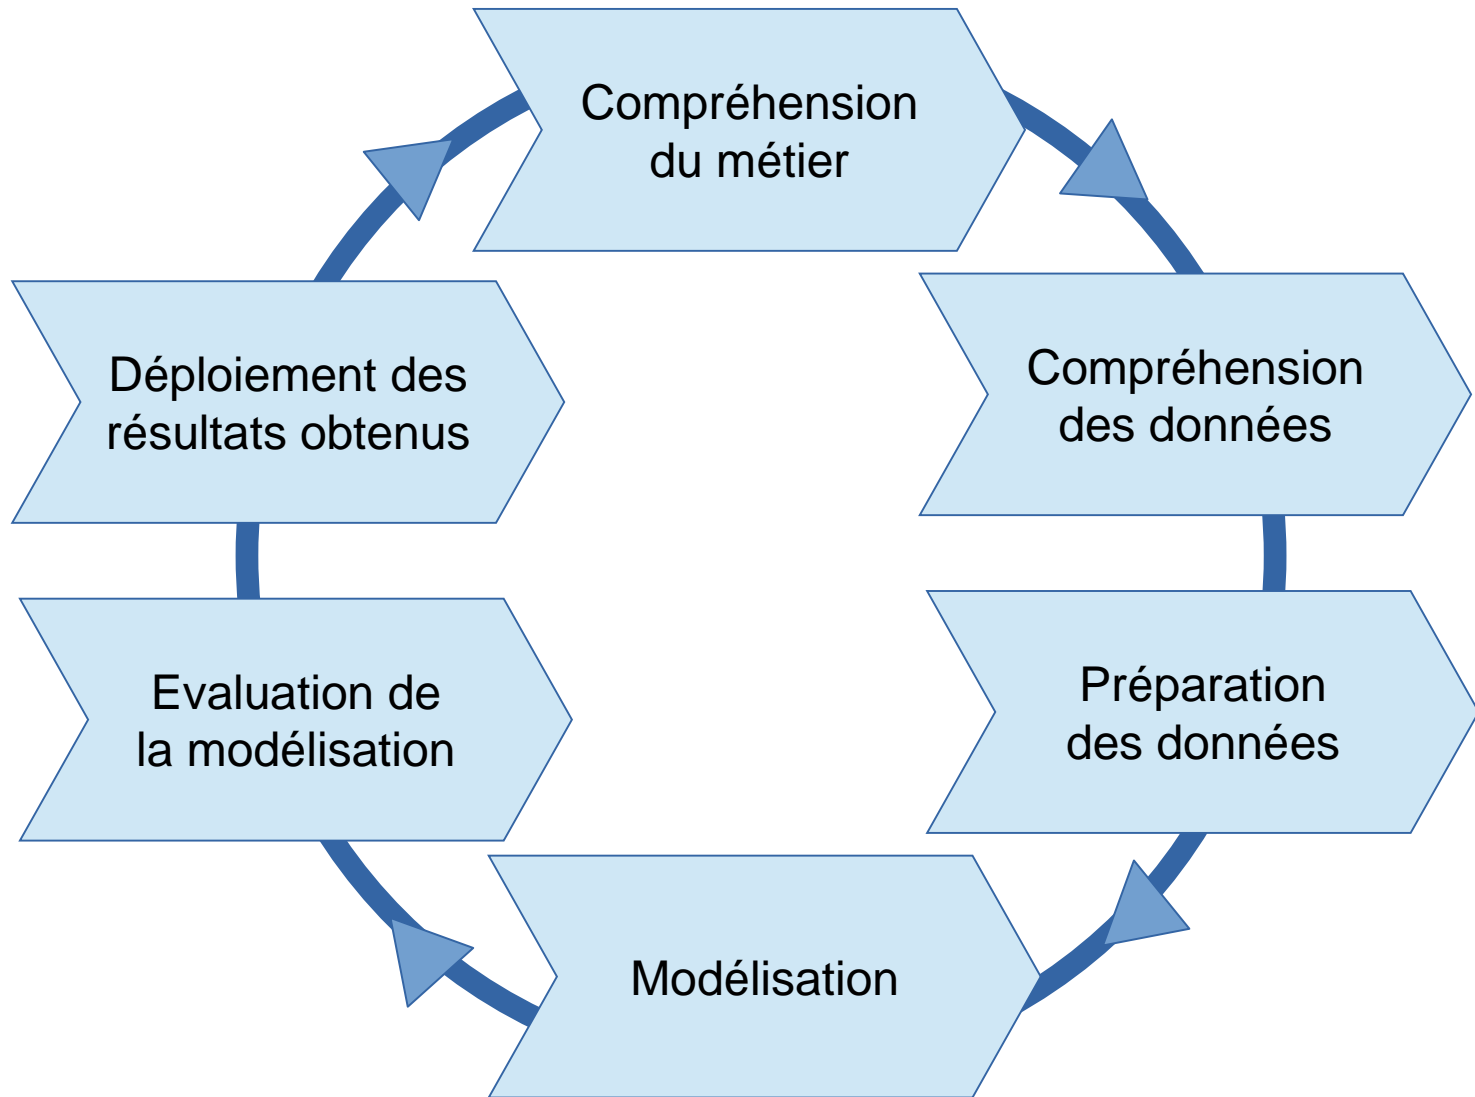 Compréhension
du métier
Compréhension
des données
Préparation
des données
Modélisation
Evaluation de
la modélisation
Déploiement des
résultats obtenus